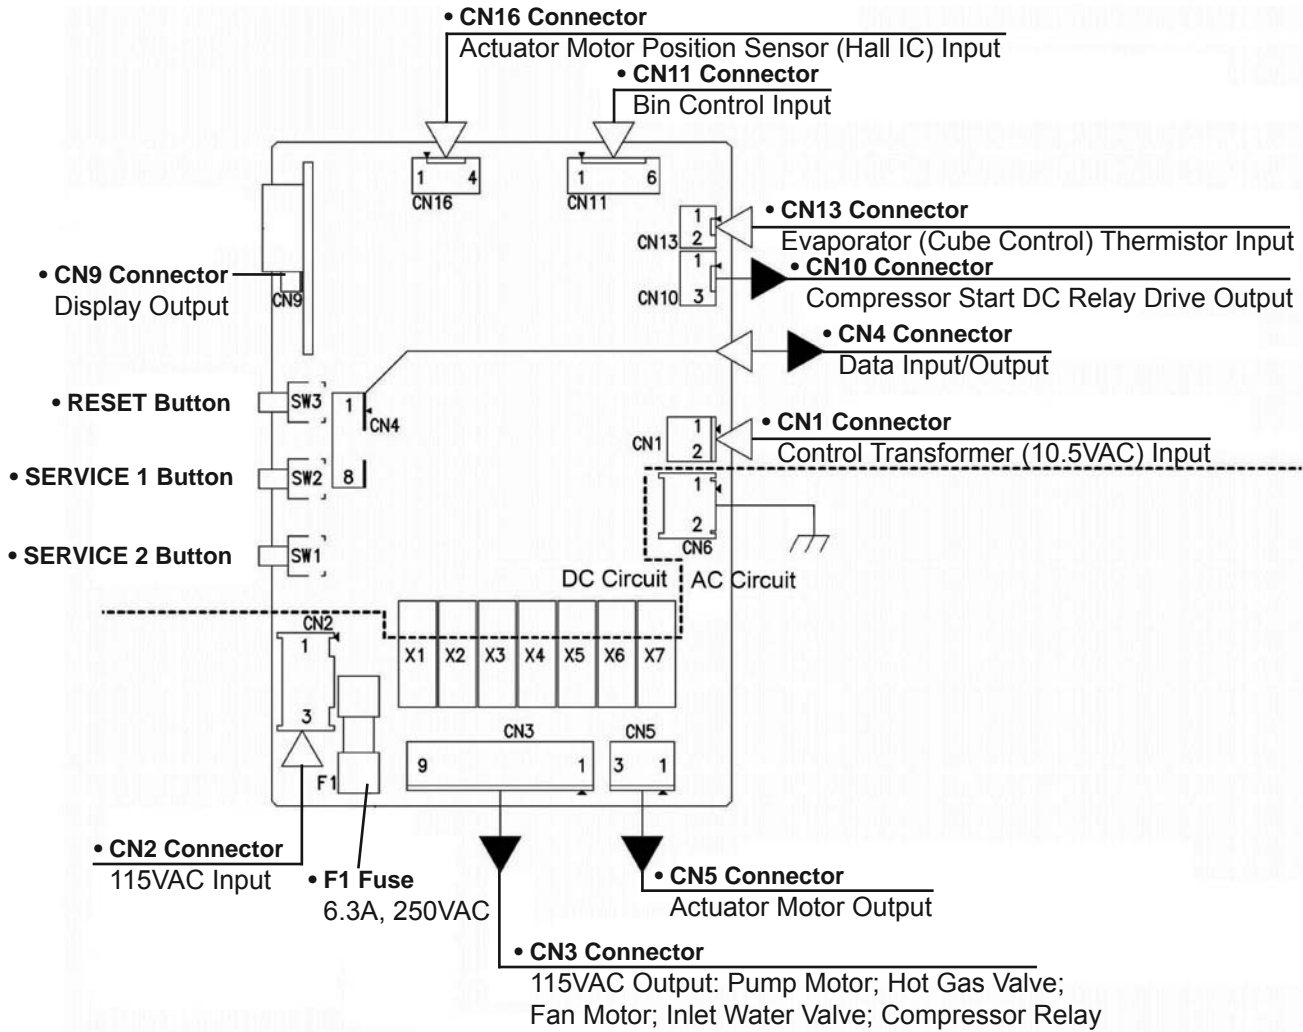 • CN16 Connector
Actuator Motor Position Sensor (Hall IC) Input
• CN11 Connector
Bin Control Input
1 4
CN16
1 6
CN11
• CN13 Connector
Evaporator (Cube Control) Thermistor Input
1
CN13 2
• CN10 Connector
Compressor Start DC Relay Drive Output
1
CN10 3
• CN9 Connector
Display Output
CN9
• CN4 Connector
Data Input/Output
• RESET Button
SW3
1
CN4
8
• CN1 Connector
Control Transformer (10.5VAC) Input
1
CN1
2
• SERVICE 1 Button
SW2
1
2
CN6
• SERVICE 2 Button
SW1
DC Circuit AC Circuit
CN2
1
3
X1 X2 X3 X4 X5 X6 X7
CN3 CN5
9 1 3 1
F1
• CN2 Connector
115VAC Input
• F1 Fuse
6.3A, 250VAC
• CN5 Connector
Actuator Motor Output
• CN3 Connector
115VAC Output: Pump Motor; Hot Gas Valve;
Fan Motor; Inlet Water Valve; Compressor Relay